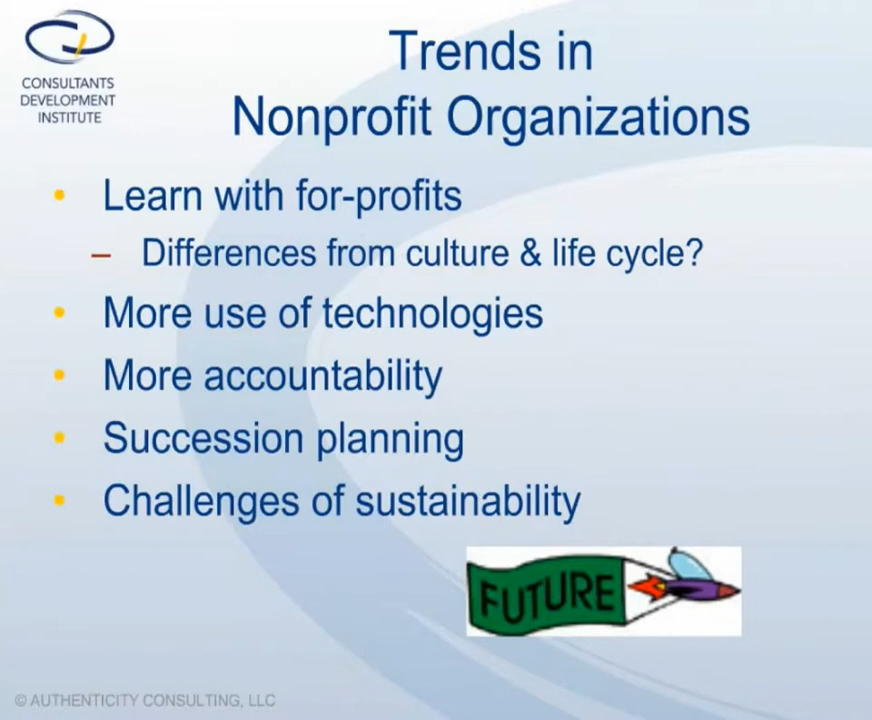 CONSULTANTS
DEVELOPMENT
INSTITUTE
Trends in
Nonprofit Organizations
• Learn with for-profits
– Differences from culture & life cycle?
• More use of technologies
• More accountability
• Succession planning
• Challenges of sustainability
FUTURE
© AUTHENTICITY CONSULTING, LLC